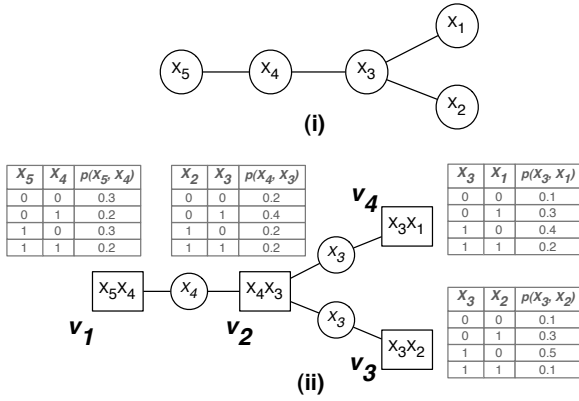 X1
X5 X4 X3
X2
(i)
X5 X4 p(X5, X4)
0 0 0.3
0 1 0.2
1 0 0.3
1 1 0.2
X2 X3 p(X4, X3)
0 0 0.2
0 1 0.4
1 0 0.2
1 1 0.2
X3 X1 p(X3, X1)
0 0 0.1
0 1 0.3
1 0 0.4
1 1 0.2
v4
X3X1
X3
X5X4 X4 X4X3
v1 v2
X3
X3X2
v3
X3 X2 p(X3, X2)
0 0 0.1
0 1 0.3
1 0 0.5
1 1 0.1
(ii)